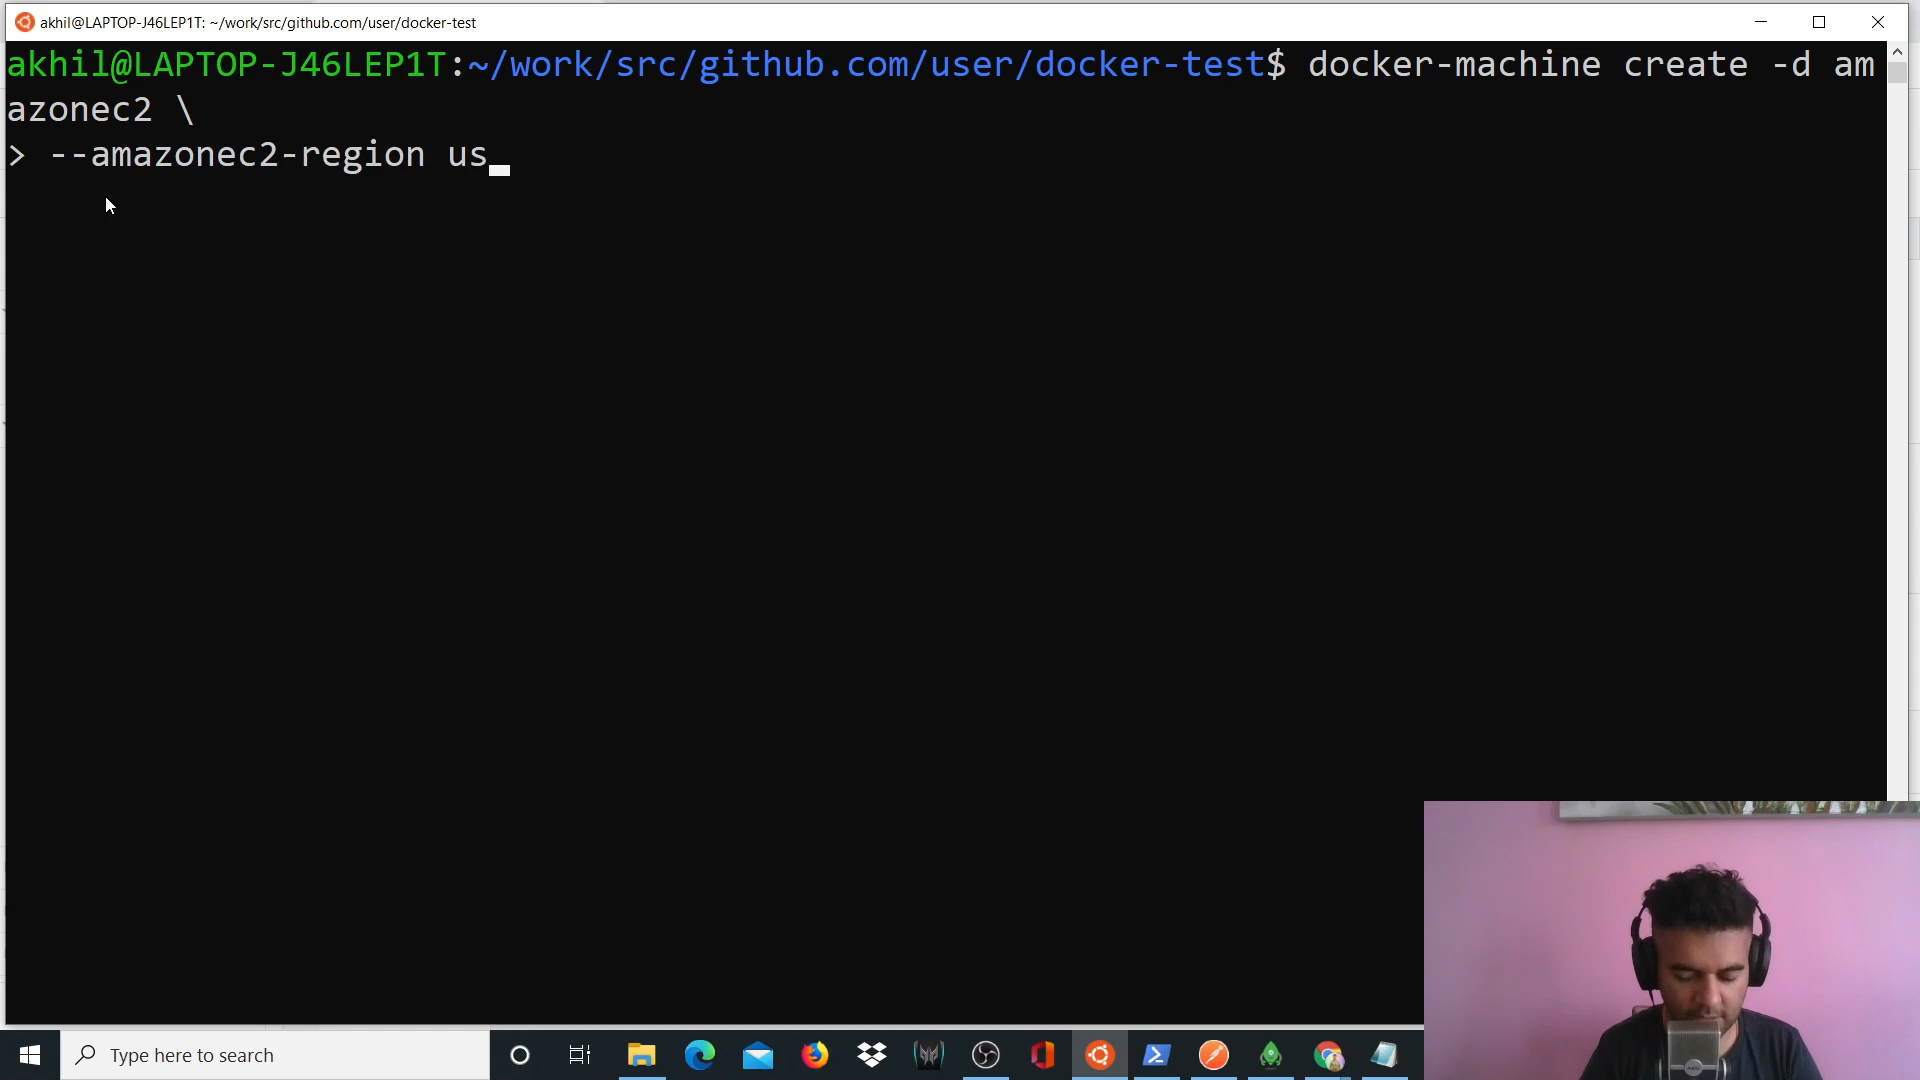 akhil@LAPTOP-J46LEP1T: ~/work/src/github.com/user/docker-test
akhil@LAPTOP-J46LEP1T:~/work/src/github.com/user/docker-test$ docker-machine create -d am
azonec2 \
> --amazonec2-region us
Type here to search